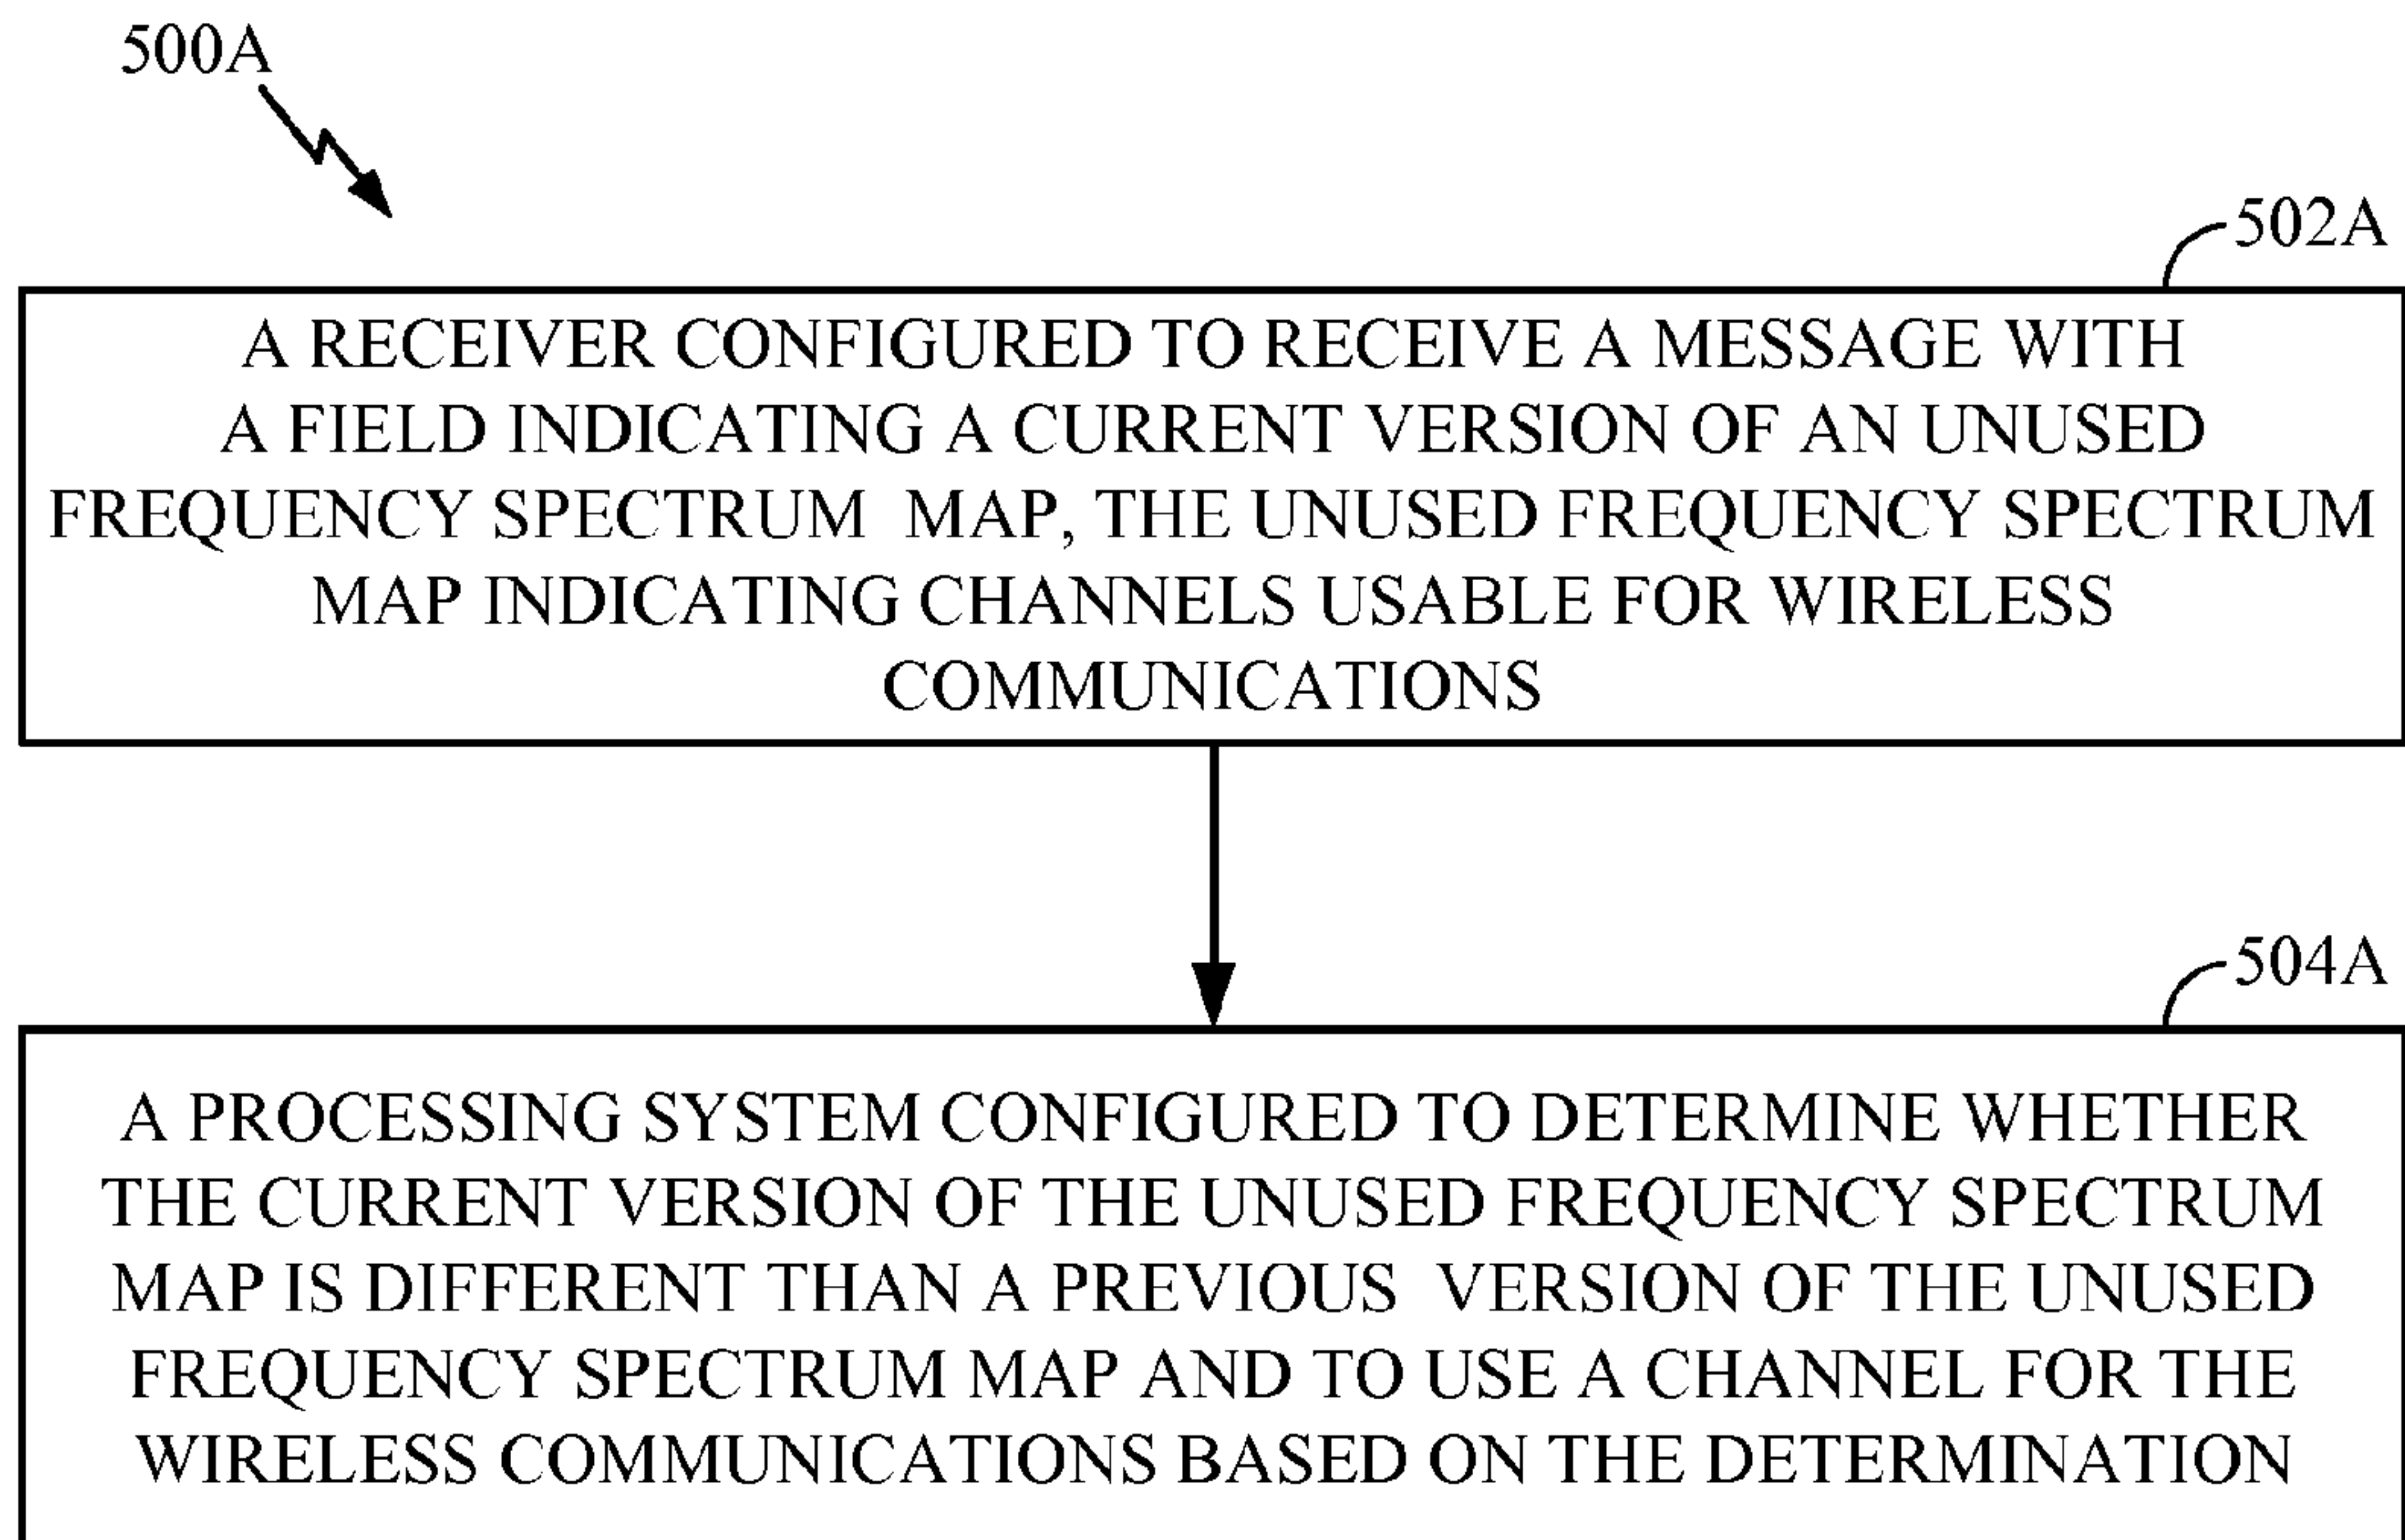 500A
502A
A RECEIVER CONFIGURED TO RECEIVE A MESSAGE WITH
A FIELD INDICATING A CURRENT VERSION OF AN UNUSED
FREQUENCY SPECTRUM MAP, THE UNUSED FREQUENCY SPECTRUM
MAP INDICATING CHANNELS USABLE FOR WIRELESS
COMMUNICATIONS
504A
A PROCESSING SYSTEM CONFIGURED TO DETERMINE WHETHER
THE CURRENT VERSION OF THE UNUSED FREQUENCY SPECTRUM
MAP IS DIFFERENT THAN A PREVIOUS VERSION OF THE UNUSED
FREQUENCY SPECTRUM MAP AND TO USE A CHANNEL FOR THE
WIRELESS COMMUNICATIONS BASED ON THE DETERMINATION